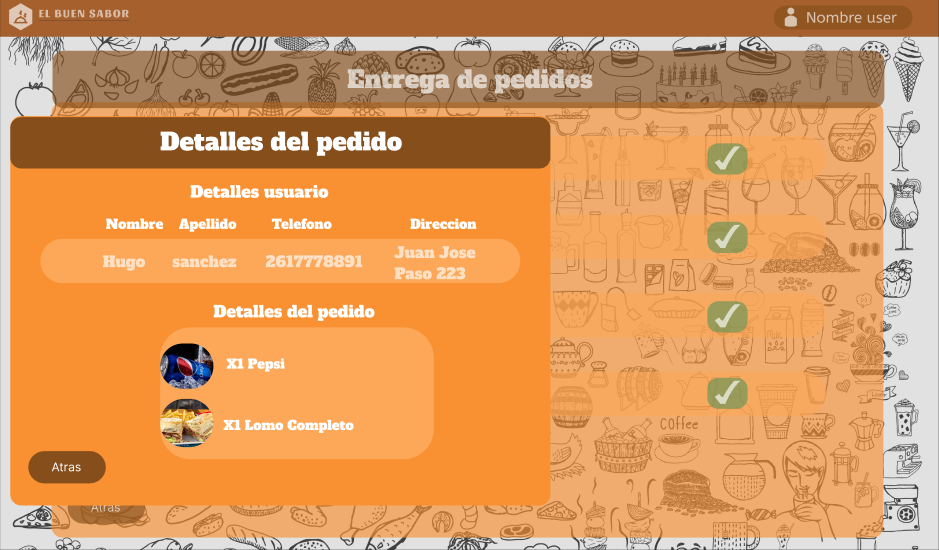 EL BUEN SABOR
Nombre user
Entrega de pedidos
Detalles del pedido
Detalles usuario
Nombre Apellido Telefono Direccion
Hugo sanchez 2617778891 Juan Jose
Paso 223
Detalles del pedido
X1 Pepsi
X1 Lomo Completo
Atras
Atras
Coffee